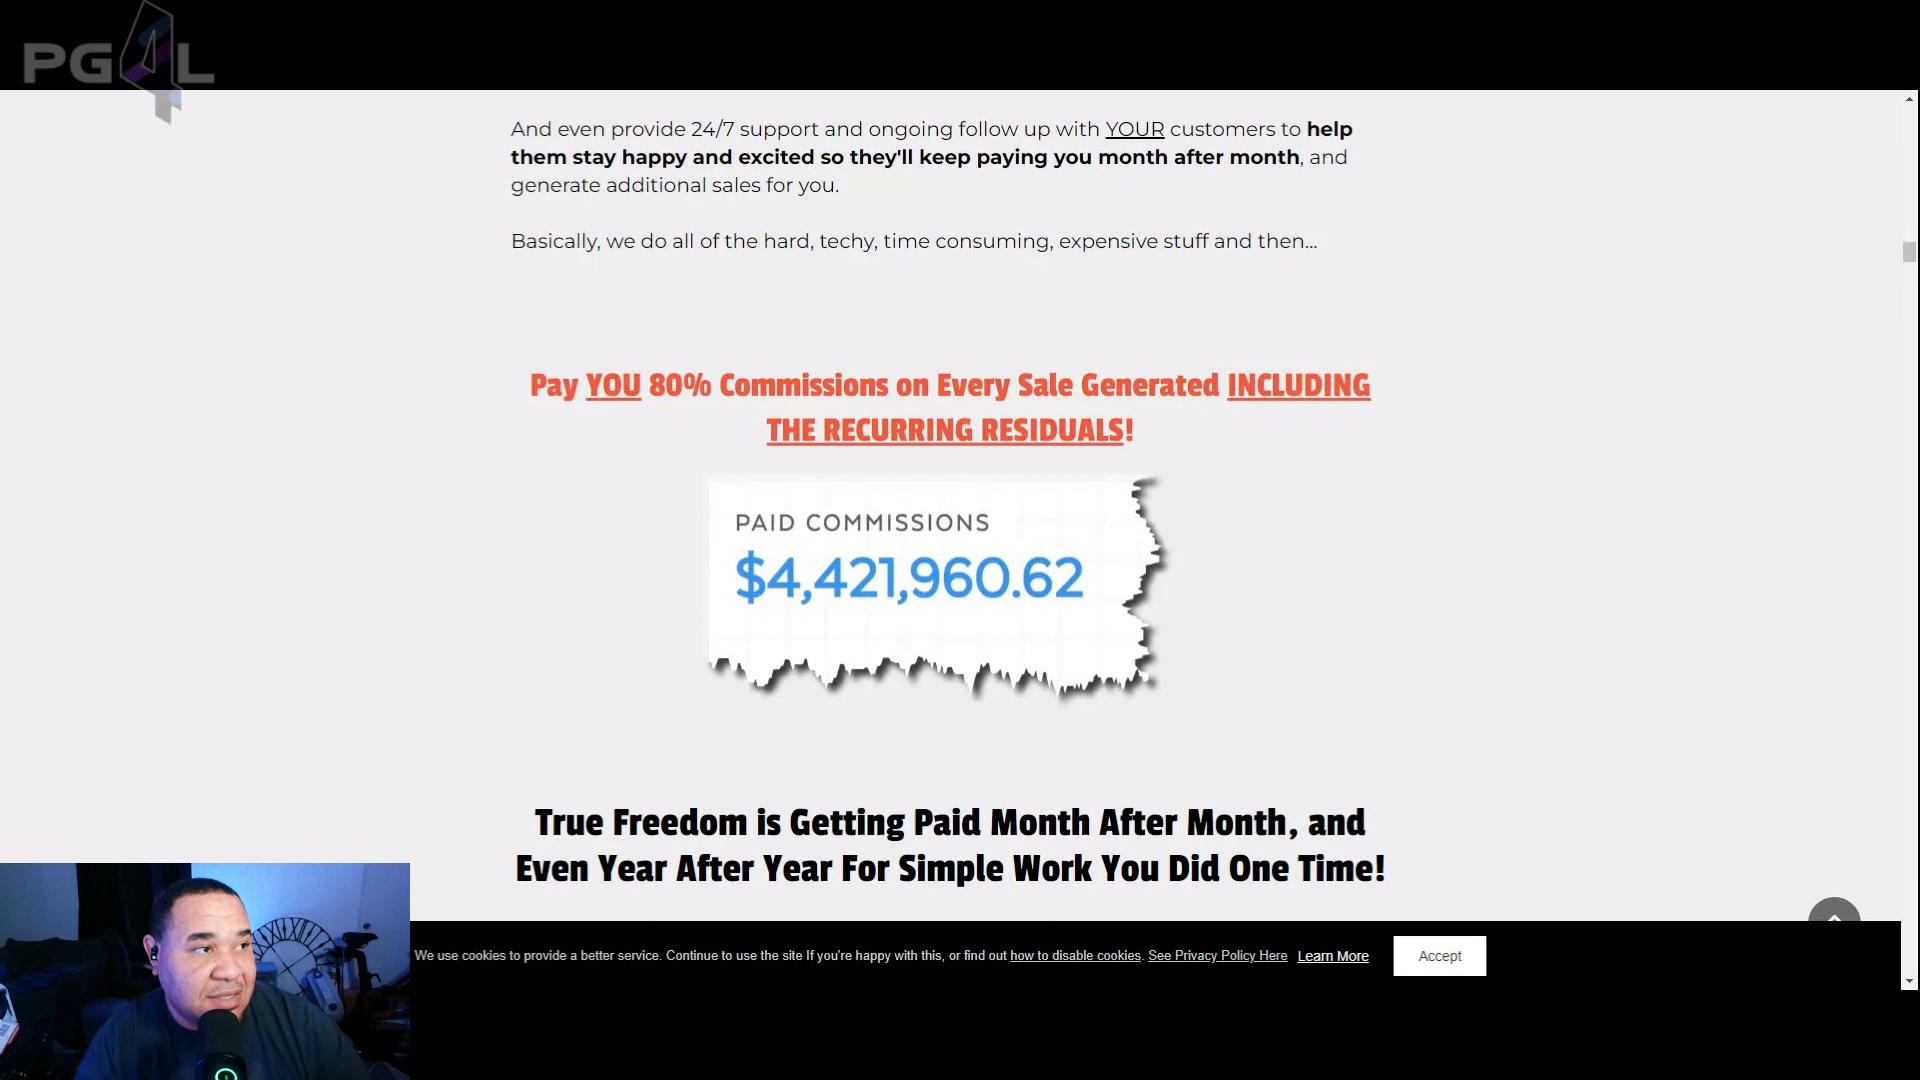 PG4L
And even provide 24/7 support and ongoing follow up with YOUR customers to help
them stay happy and excited so they'll keep paying you month after month, and
generate additional sales for you.
Basically, we do all of the hard, techy, time consuming, expensive stuff and then...
Pay YOU 80% Commissions on Every Sale Generated INCLUDING
THE RECURRING RESIDUALS!
PAID COMMISSIONS
$4,421,960.62
True Freedom is Getting Paid Month After Month, and
Even Year After Year For Simple Work You Did One Time!
We use cookies to provide a better service. Continue to use the site If you're happy with this, or find out how to disable cookies. See Privacy Policy Here Learn More Accept